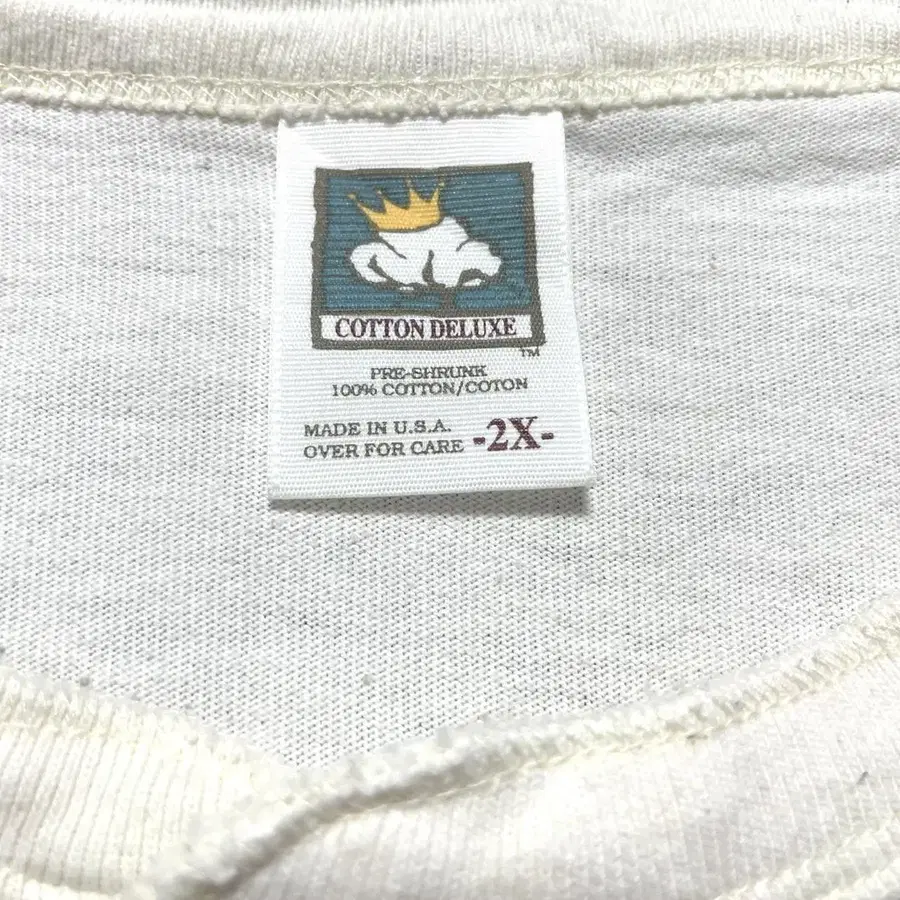 COTTON DELUXE
TM
PRE-SHRUNK
100% COTTON/COTON
MADE IN U.S.A.
OVER FOR CARE -2X-